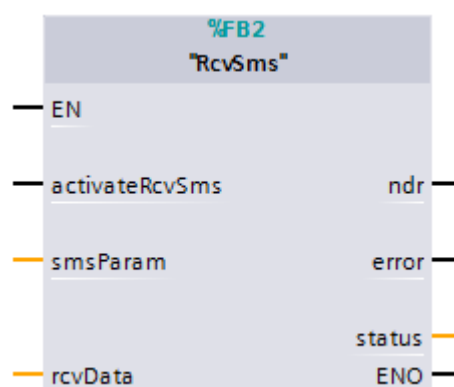 %FB2
"RcvSms"
EN
activateRcvSms ndr
smsParam error
status
rcvData ENO